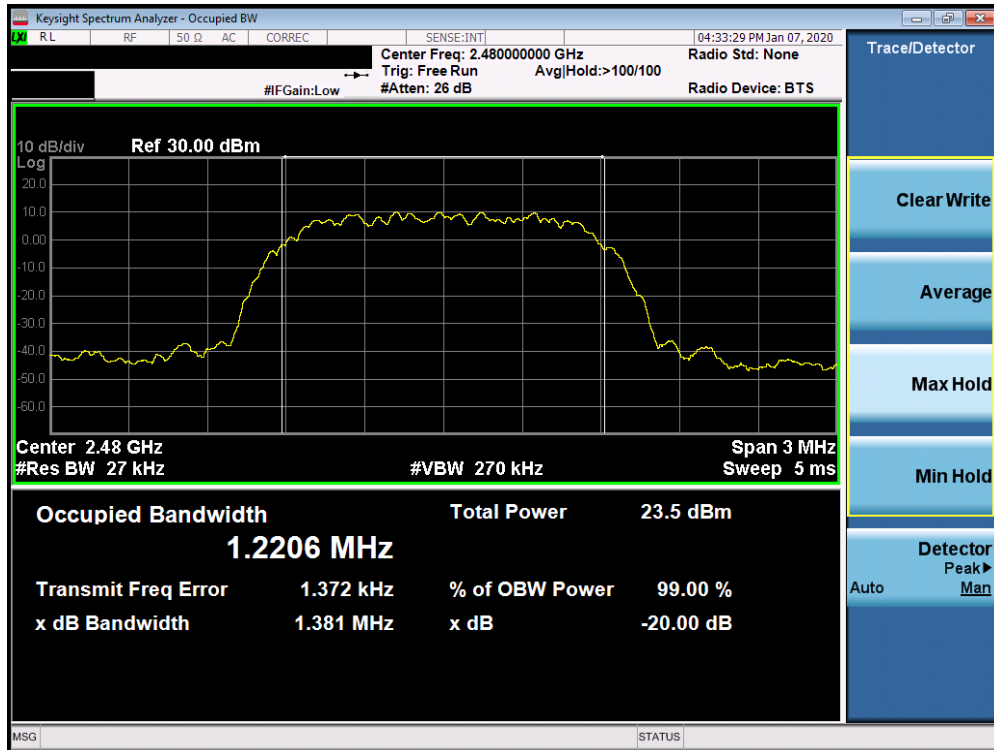 Keysight Spectrum Analyzer - Occupied BW
LXI RL RF 50 Ω AC CORREC SENSE:INT 04:33:29 PM Jan 07, 2020
Center Freq: 2.480000000 GHz Radio Std: None
Trig: Free Run Avg|Hold:>100/100
#IFGain:Low #Atten: 26 dB Radio Device: BTS
10 dB/div Ref 30.00 dBm
Log
20.0
10.0
0.00
-10.0
-20.0
-30.0
-40.0
-50.0
-60.0
Center 2.48 GHz Span 3 MHz
#Res BW 27 kHz #VBW 270 kHz Sweep 5 ms
Occupied Bandwidth Total Power 23.5 dBm
1.2206 MHz
Transmit Freq Error 1.372 kHz % of OBW Power 99.00 %
x dB Bandwidth 1.381 MHz x dB -20.00 dB
MSG STATUS
Trace/Detector
Clear Write
Average
Max Hold
Min Hold
Detector
Peak▶
Auto Man